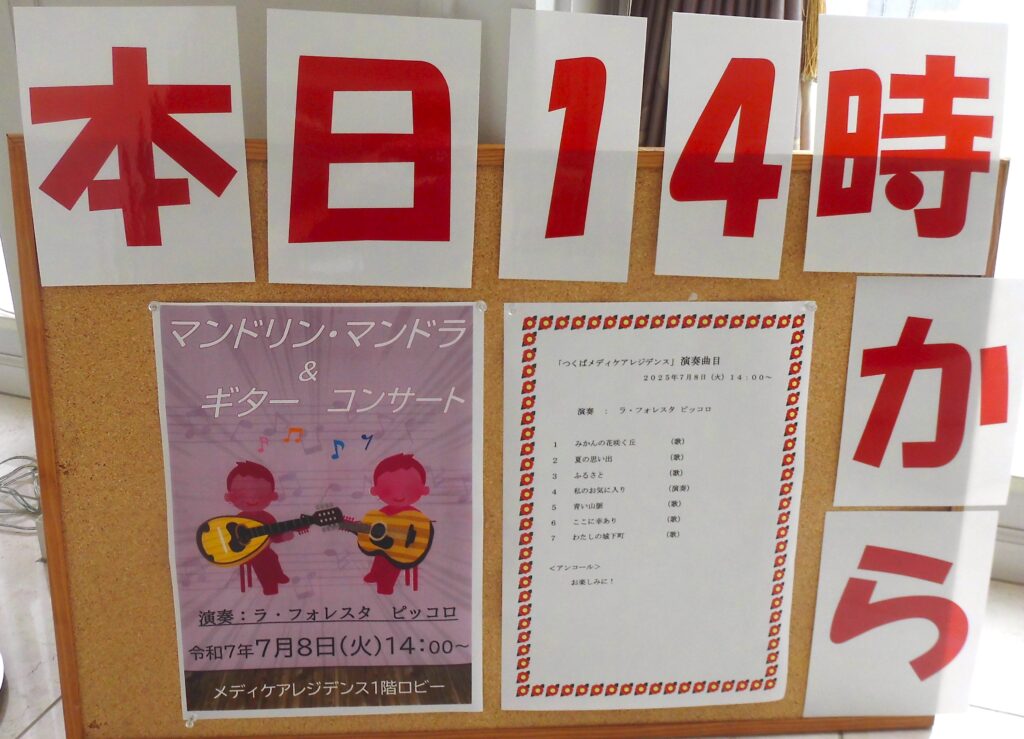 本日14時
から
マンドリン・マンドラ
&
ギター コンサート
演奏:ラ・フォレスタ ピッコロ
令和7年7月8日(火)14:00~
メディケアレジデンス1階ロビー
「つくばメディケアレジデンス」演奏曲目
2025年7月8日(火)14:00~
演奏 : ラ・フォレスタ ピッコロ
1 みかんの花咲く丘 (歌)
2 夏の思い出 (歌)
3 ふるさと (歌)
4 私のお気に入り (演奏)
5 青い山脈 (歌)
6 ここに幸あり (歌)
7 わたしの城下町 (歌)
<アンコール>
お楽しみに!